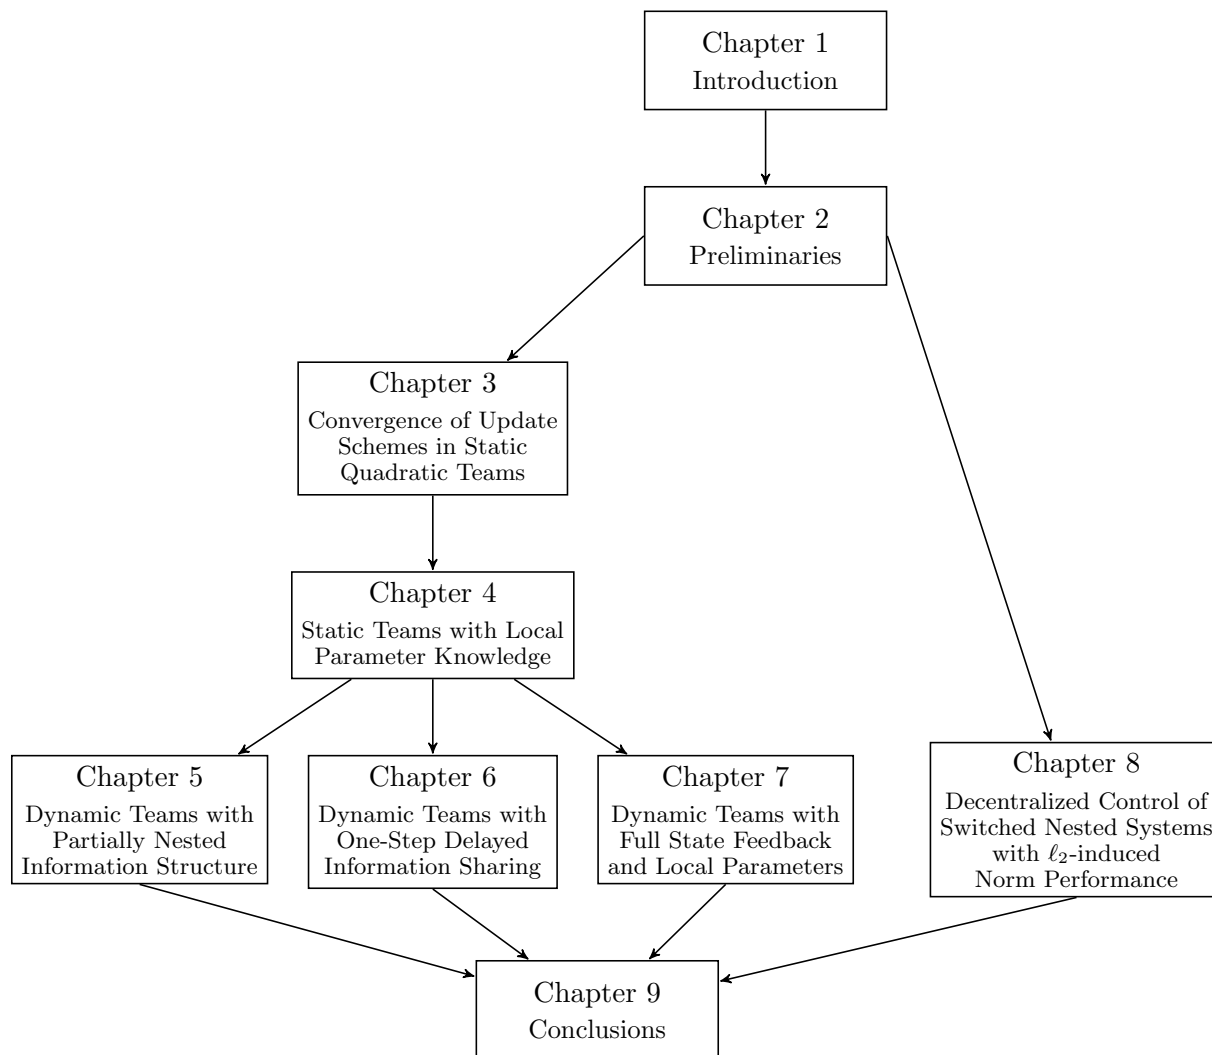 Chapter 1
Introduction
Chapter 2
Preliminaries
Chapter 3
Convergence of Update
Schemes in Static
Quadratic Teams
Chapter 4
Static Teams with Local
Parameter Knowledge
Chapter 5
Dynamic Teams with
Partially Nested
Information Structure
Chapter 6
Dynamic Teams with
One-Step Delayed
Information Sharing
Chapter 7
Dynamic Teams with
Full State Feedback
and Local Parameters
Chapter 8
Decentralized Control of
Switched Nested Systems
with ℓ₂-induced
Norm Performance
Chapter 9
Conclusions